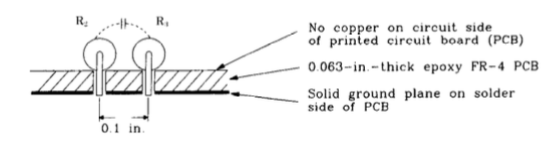 R₂ R₁
No copper on circuit side
of printed circuit board (PCB)
0.063-in.-thick epoxy FR-4 PCB
Solid ground plane on solder
side of PCB
0.1 in.